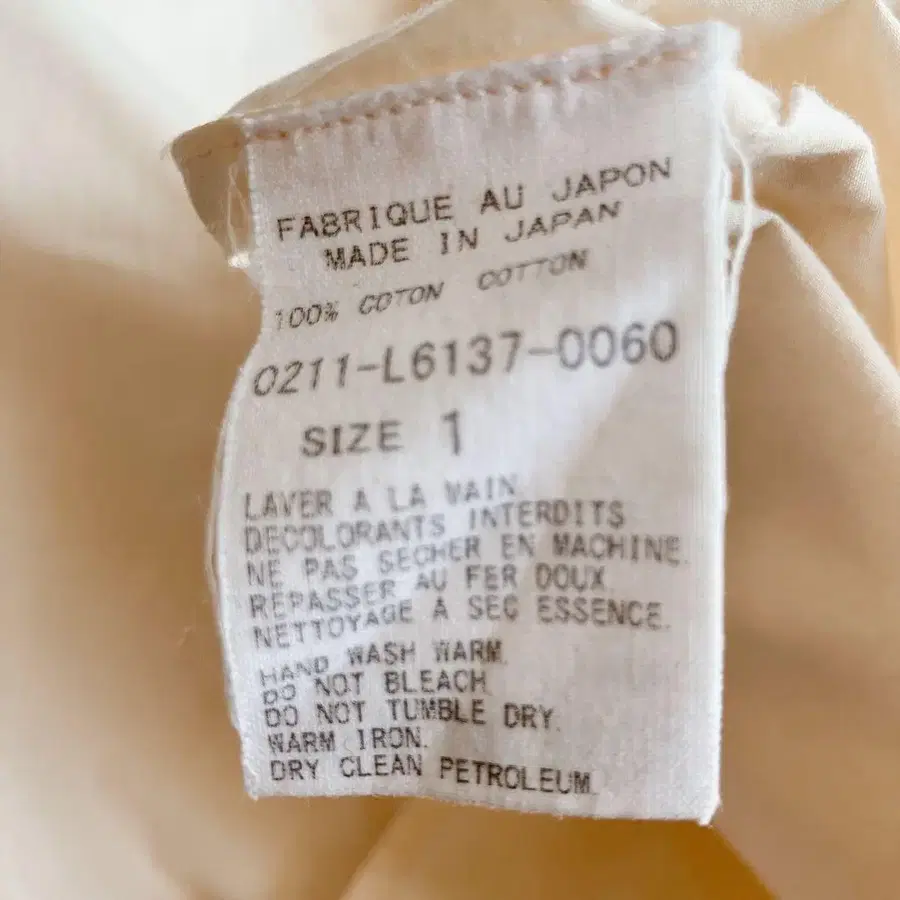 FABRIQUE AU JAPON
MADE IN JAPAN
100% COTON COTTON
0211-L6137-0060
SIZE 1
LAVER A LA MAIN
DECOLORANTS INTERDITS
NE PAS SECHER EN MACHINE.
REPASSER AU FER DOUX
NETTOYAGE A SEC ESSENCE.
HAND WASH WARM.
DO NOT BLEACH
DO NOT TUMBLE DRY.
WARM IRON.
DRY CLEAN PETROLEUM.